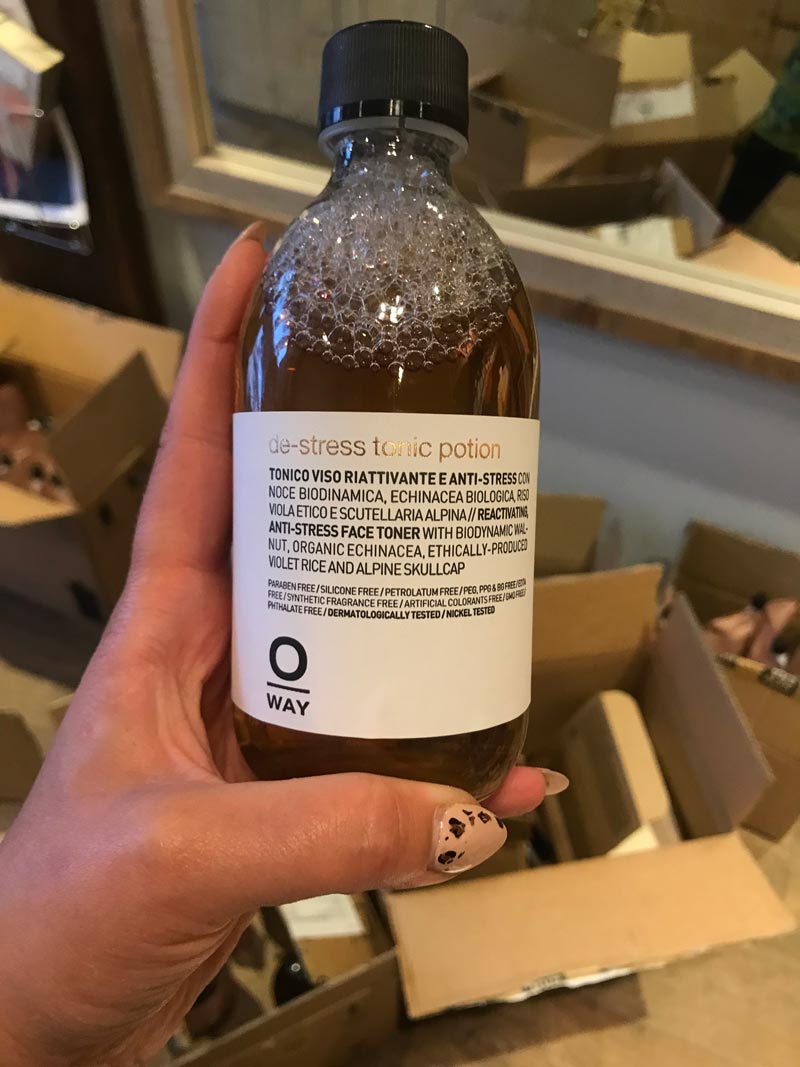 de-stress tonic potion
TONICO VISO RIATTIVANTE E ANTI-STRESS CON
NOCE BIODINAMICA, ECHINACEA BIOLOGICA, RISO
VIOLA ETICO E SCUTELLARIA ALPINA // REACTIVATING,
ANTI-STRESS FACE TONER WITH BIODYNAMIC WAL-
NUT, ORGANIC ECHINACEA, ETHICALLY-PRODUCED
VIOLET RICE AND ALPINE SKULLCAP
PARABEN FREE / SILICONE FREE / PETROLATUM FREE / PEG, PPG & BG FREE / EDTA
FREE / SYNTHETIC FRAGRANCE FREE / ARTIFICIAL COLORANTS FREE / GMO FREE /
PHTHALATE FREE / DERMATOLOGICALLY TESTED / NICKEL TESTED
O
WAY